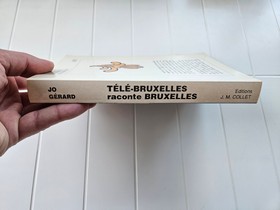 JO
GÉRARD
TÉLÉ-BRUXELLES
raconte BRUXELLES
Editions
J. M. COLLET